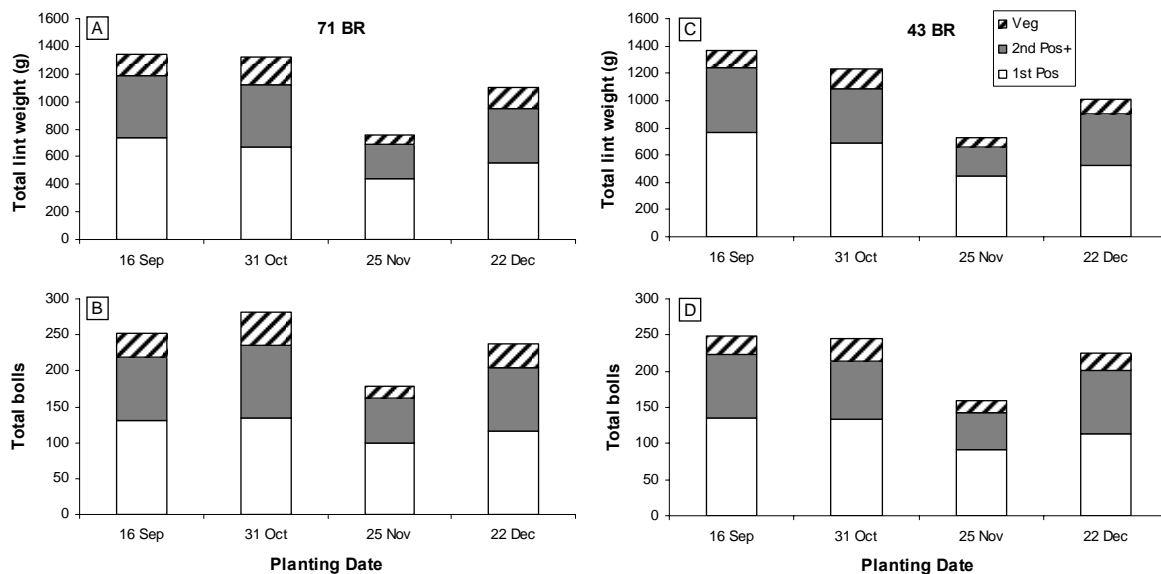 A
71 BR
Total lint weight (g)
1600
1400
1200
1000
800
600
400
200
0
16 Sep 31 Oct 25 Nov 22 Dec
C
43 BR
Veg
2nd Pos+
1st Pos
Total lint weight (g)
1600
1400
1200
1000
800
600
400
200
0
16 Sep 31 Oct 25 Nov 22 Dec
B
Total bolls
300
250
200
150
100
50
0
16 Sep 31 Oct 25 Nov 22 Dec
Planting Date
D
Total bolls
300
250
200
150
100
50
0
16 Sep 31 Oct 25 Nov 22 Dec
Planting Date